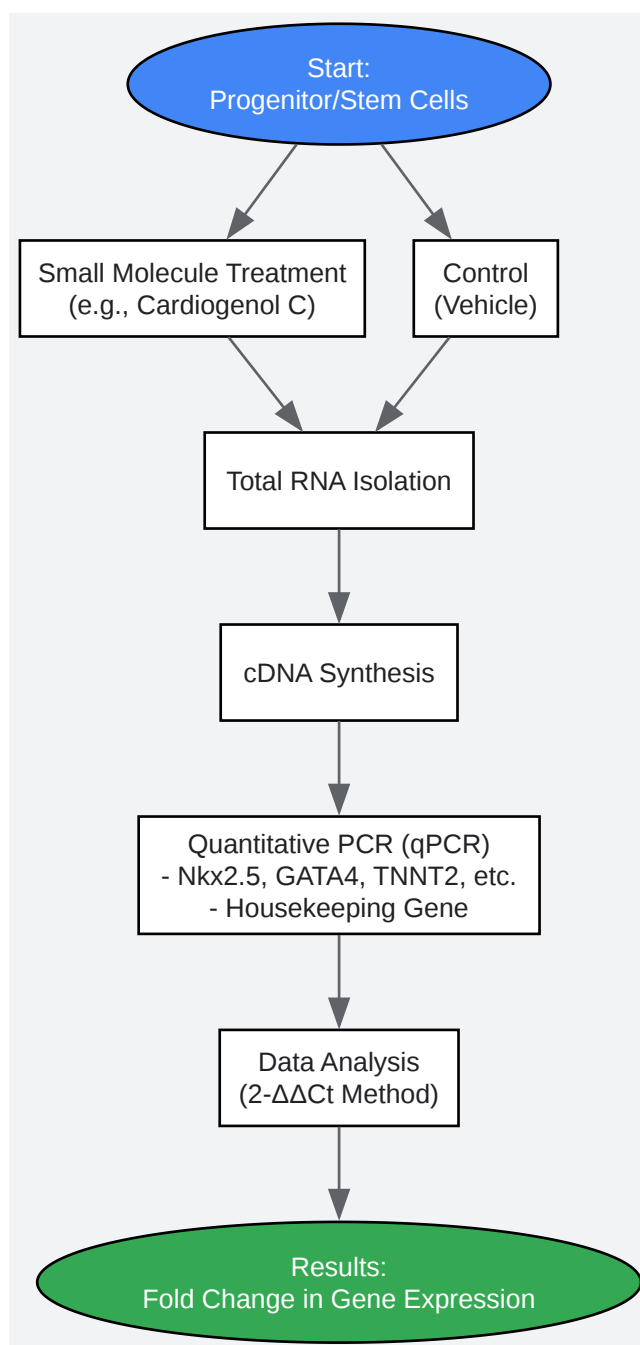 Start:
Progenitor/Stem Cells
Small Molecule Treatment
(e.g., Cardiogenol C)
Control
(Vehicle)
Total RNA Isolation
cDNA Synthesis
Quantitative PCR (qPCR)
- Nkx2.5, GATA4, TNNT2, etc.
- Housekeeping Gene
Data Analysis
(2-ΔΔCt Method)
Results:
Fold Change in Gene Expression